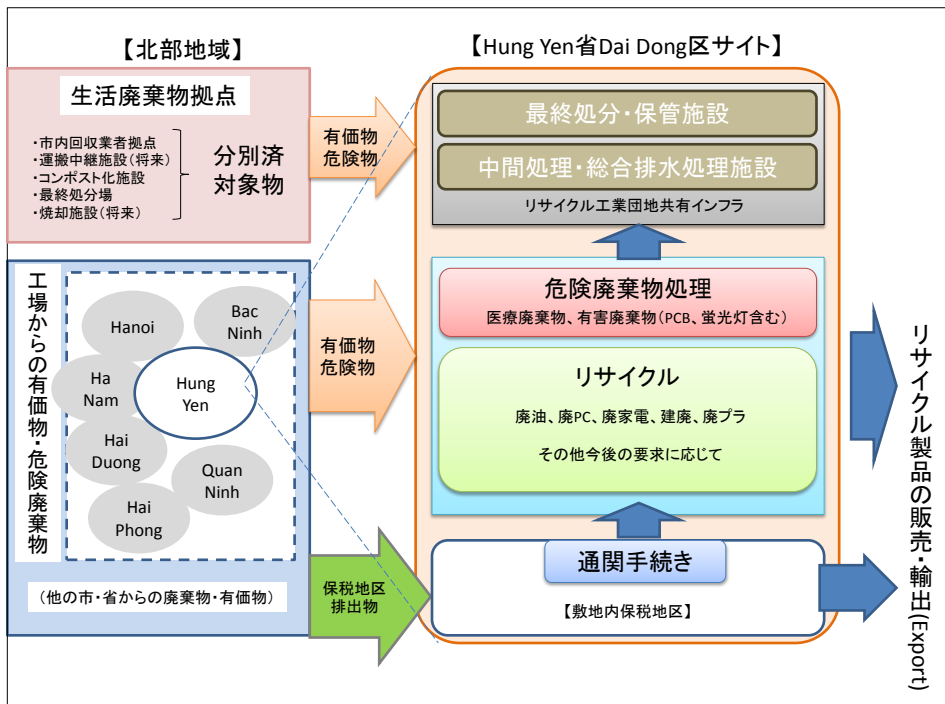 【北部地域】
【Hung Yen省Dai Dong区サイト】
生活廃棄物拠点
・市内回収業者拠点
・運搬中継施設(将来)
・コンポスト化施設
・最終処分場
・焼却施設(将来)
分別済
対象物
有価物
危険物
最終処分・保管施設
中間処理・総合排水処理施設
リサイクル工業団地共有インフラ
工場からの有価物・危険廃棄物
Hanoi
Bac
Ninh
Ha
Nam
Hung
Yen
Hai
Duong
Quan
Ninh
Hai
Phong
(他の市・省からの廃棄物・有価物)
有価物
危険物
保税地区
排出物
危険廃棄物処理
医療廃棄物、有害廃棄物(PCB、蛍光灯含む)
リサイクル
廃油、廃PC、廃家電、建廃、廃プラ
その他今後の要求に応じて
通関手続き
【敷地内保税地区】
リサイクル製品の販売・輸出(Export)